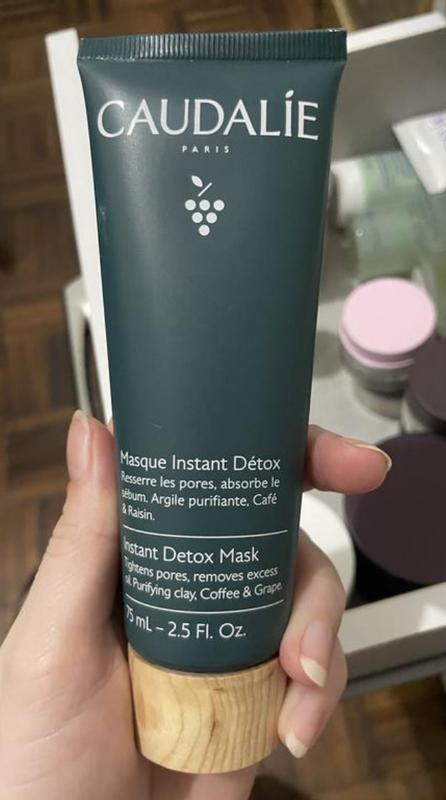 CAUDALÍE
PARIS
Masque Instant Détox
Resserre les pores, absorbe le
sébum. Argile purifiante, Café
& Raisin.
Instant Detox Mask
Tightens pores, removes excess
oil. Purifying clay, Coffee & Grape.
75 mL – 2.5 Fl. Oz.